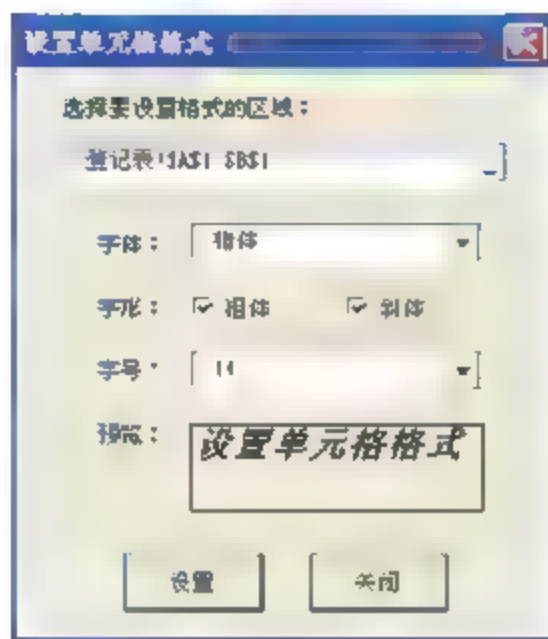 设置单元格格式
选择要设置格式的区域：
登记表!$A$1:$B$1
字体： 楷体
字形： 粗体 斜体
字号：
预览： 设置单元格格式
设置 关闭